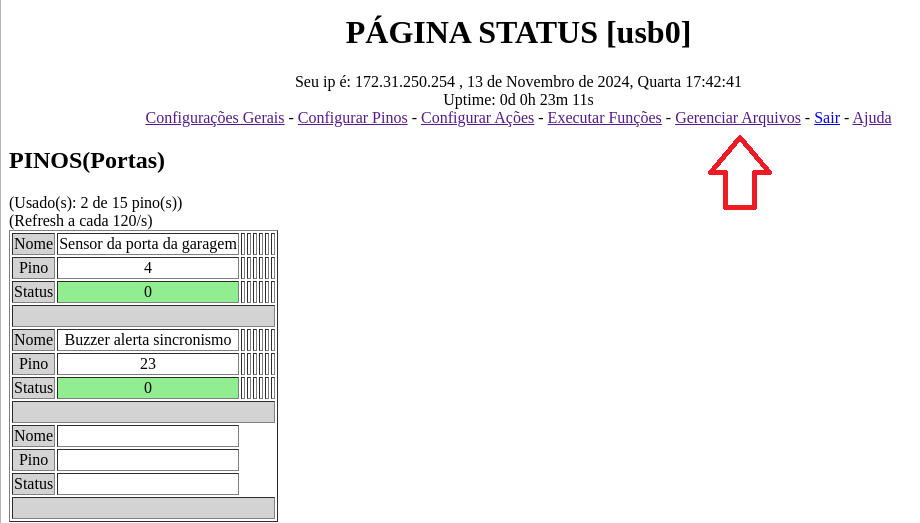 PÁGINA STATUS [usb0]
Seu ip é: 172.31.250.254 , 13 de Novembro de 2024, Quarta 17:42:41
Uptime: 0d 0h 23m 11s
Configurações Gerais - Configurar Pinos - Configurar Ações - Executar Funções - Gerenciar Arquivos - Sair - Ajuda
PINOS(Portas)
(Usado(s): 2 de 15 pino(s))
(Refresh a cada 120/s)
Nome Sensor da porta da garagem
Pino 4
Status 0
Nome Buzzer alerta sincronismo
Pino 23
Status 0
Nome
Pino
Status